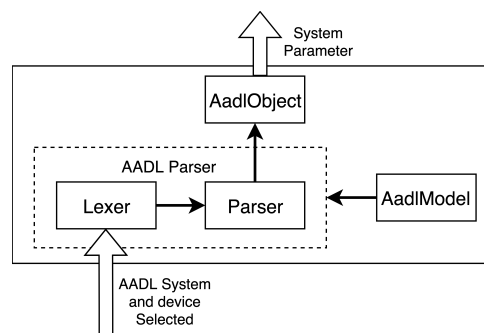 System
Parameter
AadlObject
AADL Parser
Lexer
Parser
AadlModel
AADL System
and device
Selected